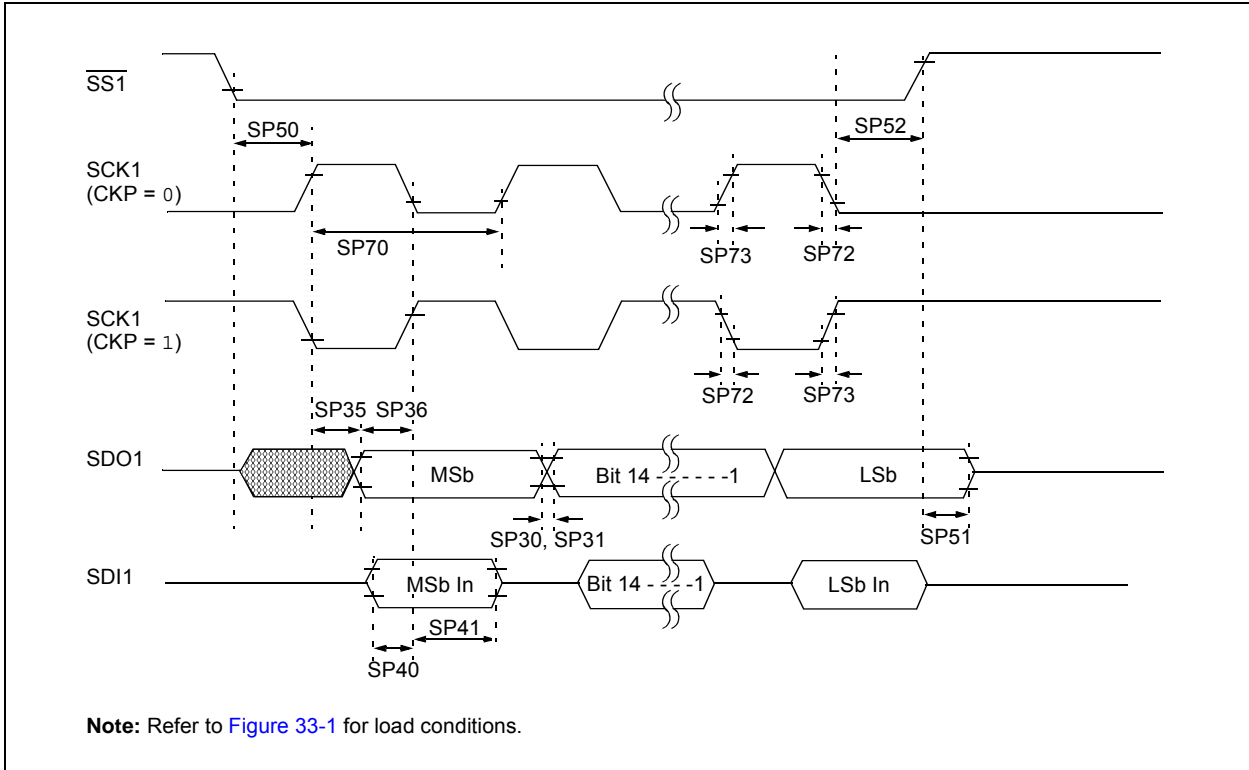 SS1
SP50
SP52
SCK1
(CKP = 0)
SP70
SP73
SP72
SCK1
(CKP = 1)
SP72
SP73
SP35
SP36
SDO1
MSb
Bit 14 - - - - - -1
LSb
SP30, SP31
SP51
SDI1
MSb In
Bit 14 - - - -1
LSb In
SP41
SP40
Note: Refer to Figure 33-1 for load conditions.